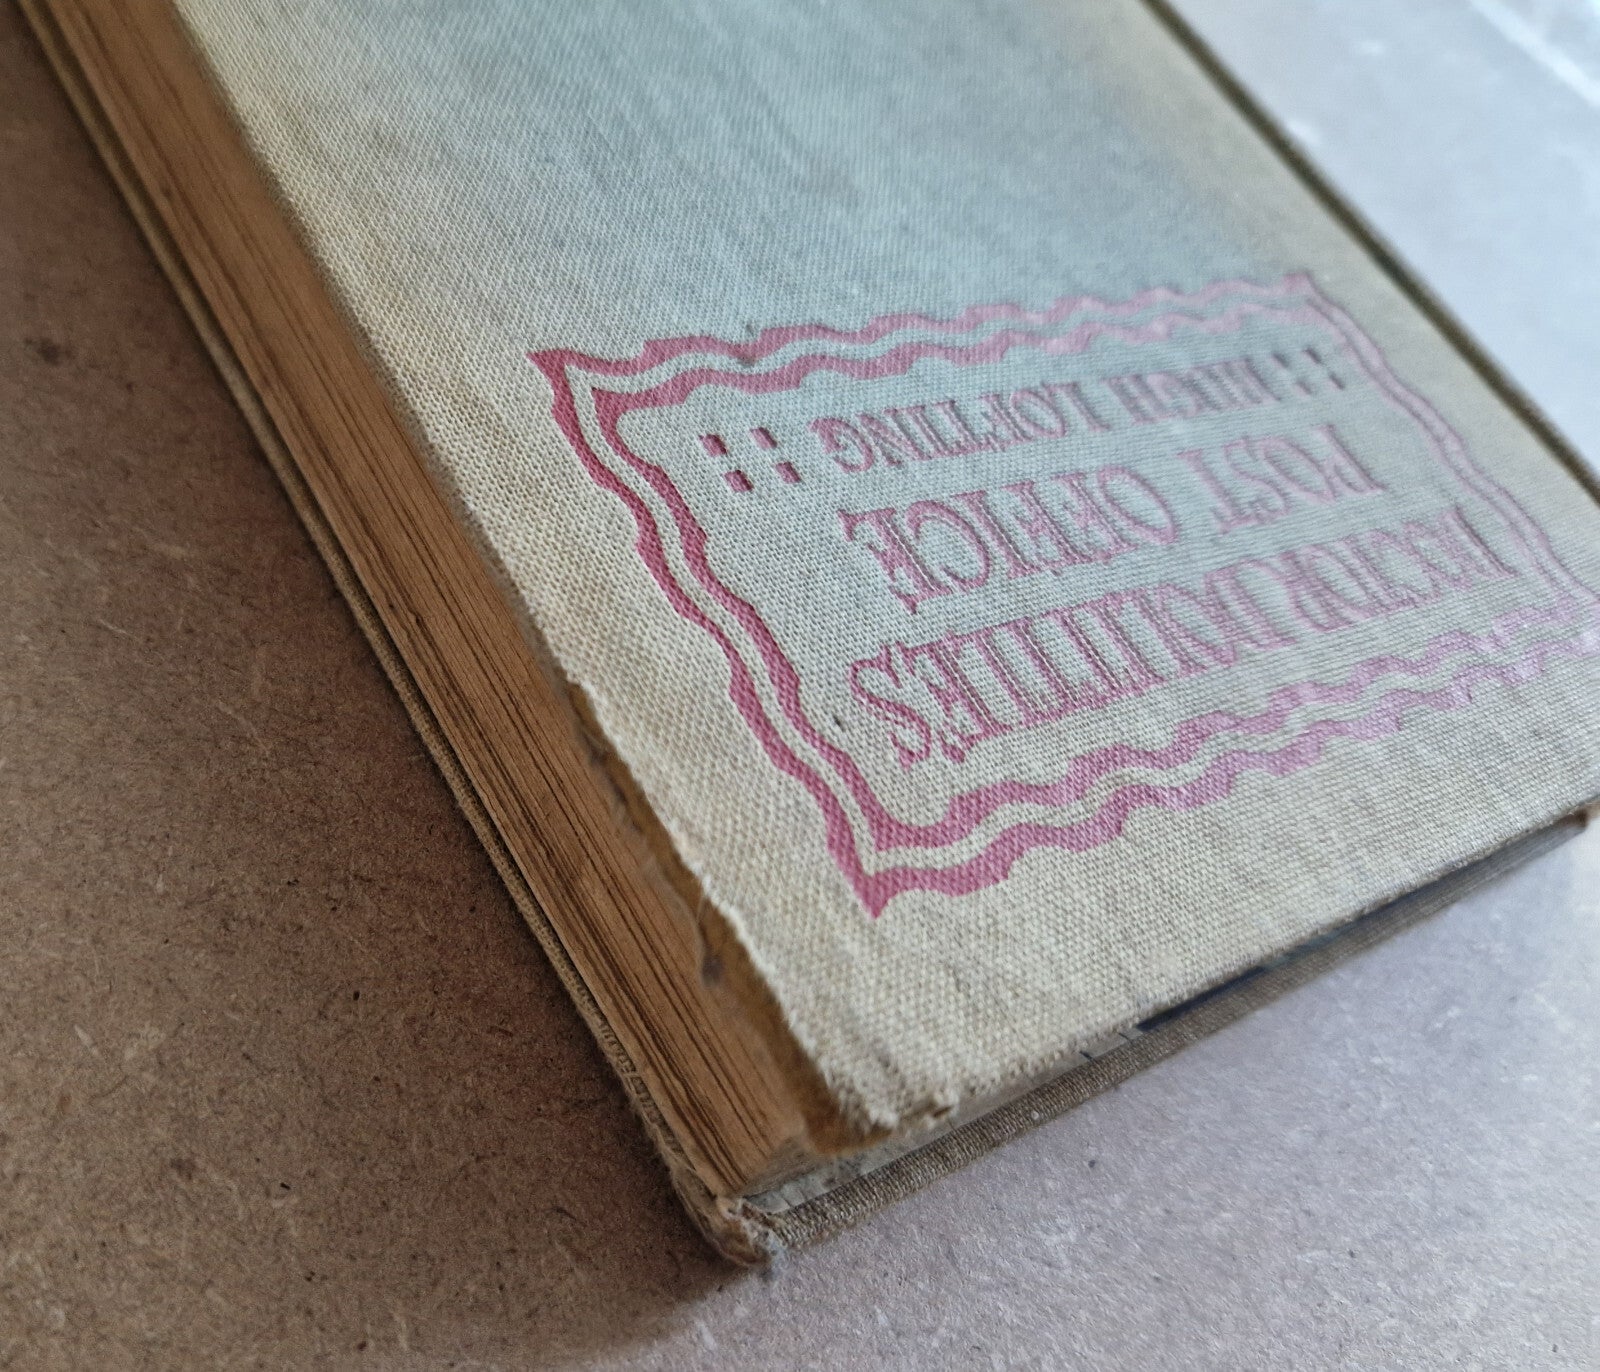 DOCTOR DOLITTLE'S
POST OFFICE
:: HUGH LOFTING ::